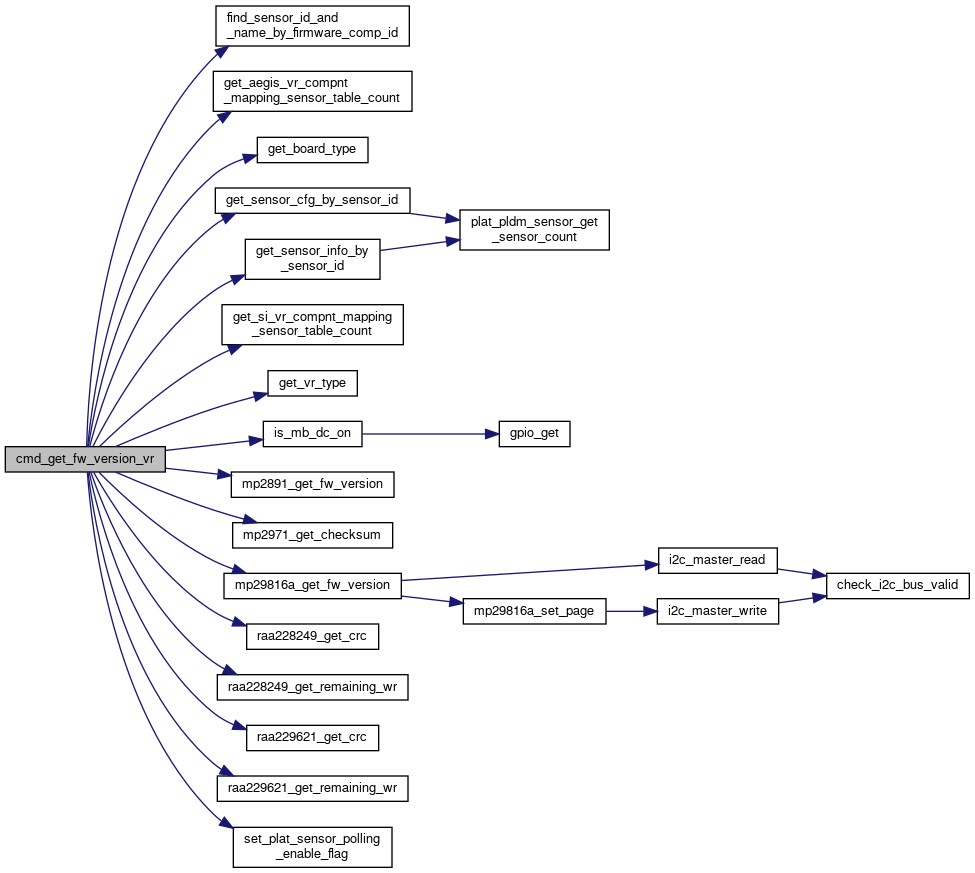 find_sensor_id_and
_name_by_firmware_comp_id
get_aegis_vr_compnt
_mapping_sensor_table_count
get_board_type
get_sensor_cfg_by_sensor_id
plat_pldm_sensor_get
_sensor_count
get_sensor_info_by
_sensor_id
get_si_vr_compnt_mapping
_sensor_table_count
get_vr_type
is_mb_dc_on
gpio_get
cmd_get_fw_version_vr
mp2891_get_fw_version
mp2971_get_checksum
mp29816a_get_fw_version
i2c_master_read
check_i2c_bus_valid
mp29816a_set_page
i2c_master_write
raa228249_get_crc
raa228249_get_remaining_wr
raa229621_get_crc
raa229621_get_remaining_wr
set_plat_sensor_polling
_enable_flag